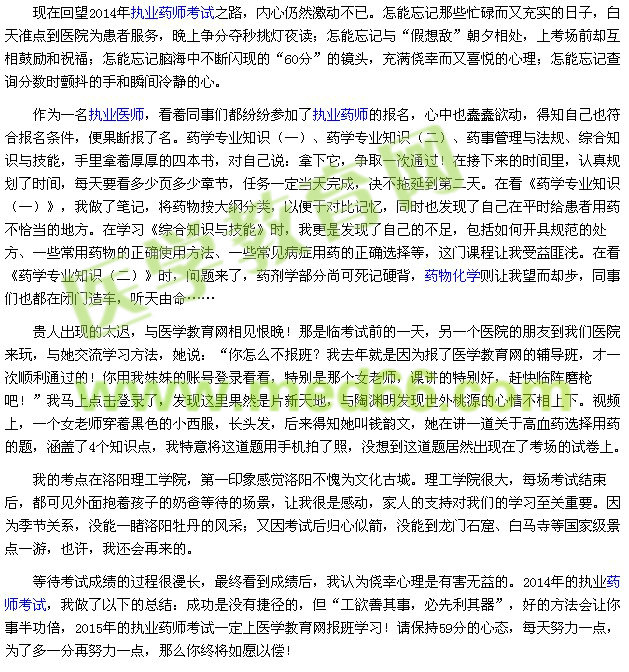 现在回望2014年执业药师考试之路，内心仍然激动不已。怎能忘记那些忙碌而又充实的日子，白
天准点到医院为患者服务，晚上争分夺秒挑灯夜读；怎能忘记与“假想敌”朝夕相处，上考场前却互
相鼓励和祝福；怎能忘记脑海中不断闪现的“60分”的镜头，充满侥幸而又喜悦的心理；怎能忘记查
询分数时颤抖的手和瞬间冷静的心。
作为一名执业医师，看着同事们都纷纷参加了执业药师的报名，心中也蠢蠢欲动，得知自己也符
合报名条件，便果断报了名。药学专业知识（一）、药学专业知识（二）、药事管理与法规、综合知
识与技能，手里拿着厚厚的四本书，对自己说：拿下它，争取一次通过！在接下来的时间里，认真规
划了时间，每天要看多少页多少章节，任务一定当天完成，决不拖延到第二天。在看《药学专业知识
（一）》，我做了笔记，将药物按大纲分类，以便于对比记忆，同时也发现了自己在平时给患者用药
不恰当的地方。在学习《综合知识与技能》时，我更是发现了自己的不足，包括如何开具规范的处
方、一些常用药物的正确使用方法、一些常见病症用药的正确选择等，这门课程让我受益匪浅。在看
《药学专业知识（二）》时，问题来了，药剂学部分尚可死记硬背，药物化学则让我望而却步，同事
们也都在闭门造车，听天由命……
贵人出现的太迟，与医学教育网相见恨晚！那是临考试前的一天，另一个医院的朋友到我们医院
来玩，与她交流学习方法，她说：“你怎么不报班？我去年就是因为报了医学教育网的辅导班，才一
次顺利通过的！你用我妹妹的账号登录看看，特别是那个女老师，她讲的特别好，赶快临阵磨枪
吧！”我马上点击登录了，发现这里果然是片新天地，与陶渊明发现世外桃源的心情不相上下。视频
上，一个女老师穿着黑色的小西服，长头发，后来得知她叫钱韵文，她在讲一道关于高血药选择用药
的题，涵盖了4个知识点，我特意将这道题用手机拍了照，没想到这道题居然出现在了考场的试卷上。
我的考点在洛阳理工学院，第一印象感觉洛阳不愧为文化古城。理工学院很大，每场考试结束
后，都可见外面抱着孩子的奶爸等待的场景，让我很是感动，家人的支持对我们的学习至关重要。因
为季节关系，没能一睹洛阳牡丹的风采；又因考试后归心似箭，没能到龙门石窟、白马寺等国家级景
点一游，也许，我还会再来的。
等待考试成绩的过程很漫长，最终看到成绩后，我认为侥幸心理是有害无益的。2014年的执业药
师考试，我做了以下的总结：成功是没有捷径的，但“工欲善其事，必先利其器”，好的方法会让你
事半功倍，2015年的执业药师考试一定上医学教育网报班学习！请保持59分的心态，每天努力一点，
为了多一分再努力一点，那么你终将如愿以偿！
医学教育网
www.med66.com